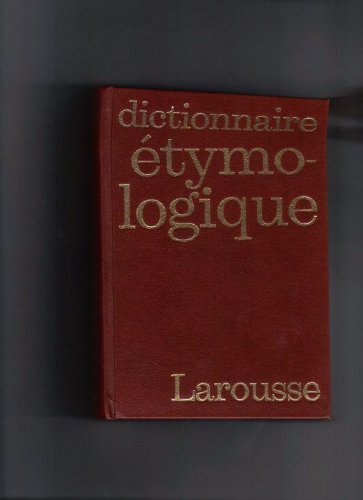 dictionnaire
étymo-
logique
Larousse